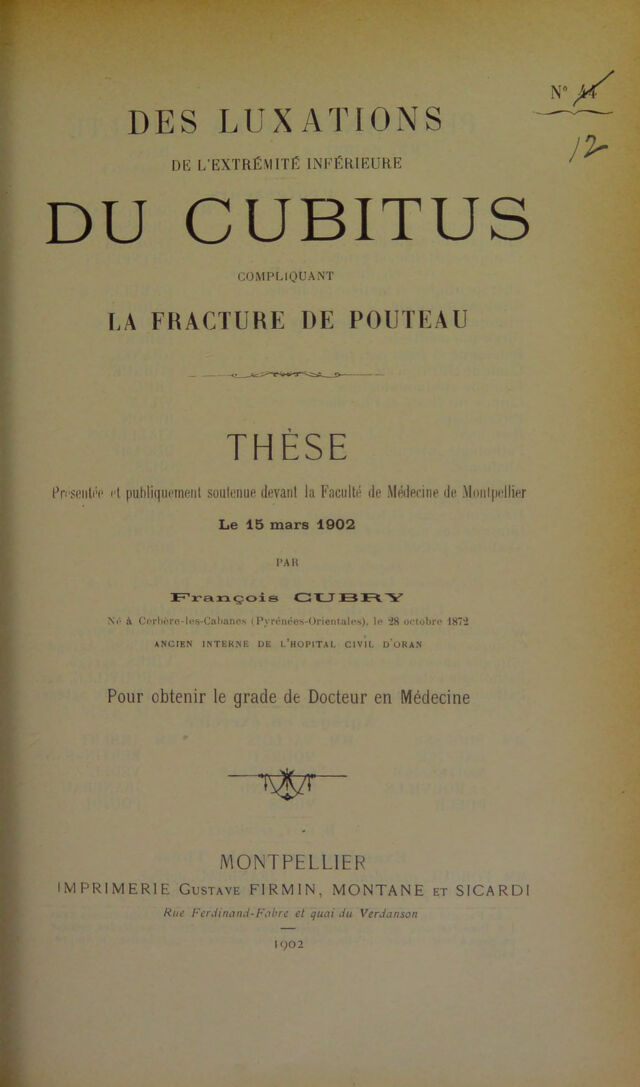 N° 44
12
DES LUXATIONS
DE L'EXTRÉMITÉ INFÉRIEURE
DU CUBITUS
COMPLIQUANT
LA FRACTURE DE POUTEAU
THÈSE
Présentée et publiquement soutenue devant la Faculté de Médecine de Montpellier
Le 15 mars 1902
PAR
François CUBRY
Né à Corbère-les-Cabanes (Pyrénées-Orientales), le 28 octobre 1872
ANCIEN INTERNE DE L'HOPITAL CIVIL D'ORAN
Pour obtenir le grade de Docteur en Médecine
MONTPELLIER
IMPRIMERIE GUSTAVE FIRMIN, MONTANE ET SICARDI
Rue Ferdinand-Fabre et quai du Verdanson
1902